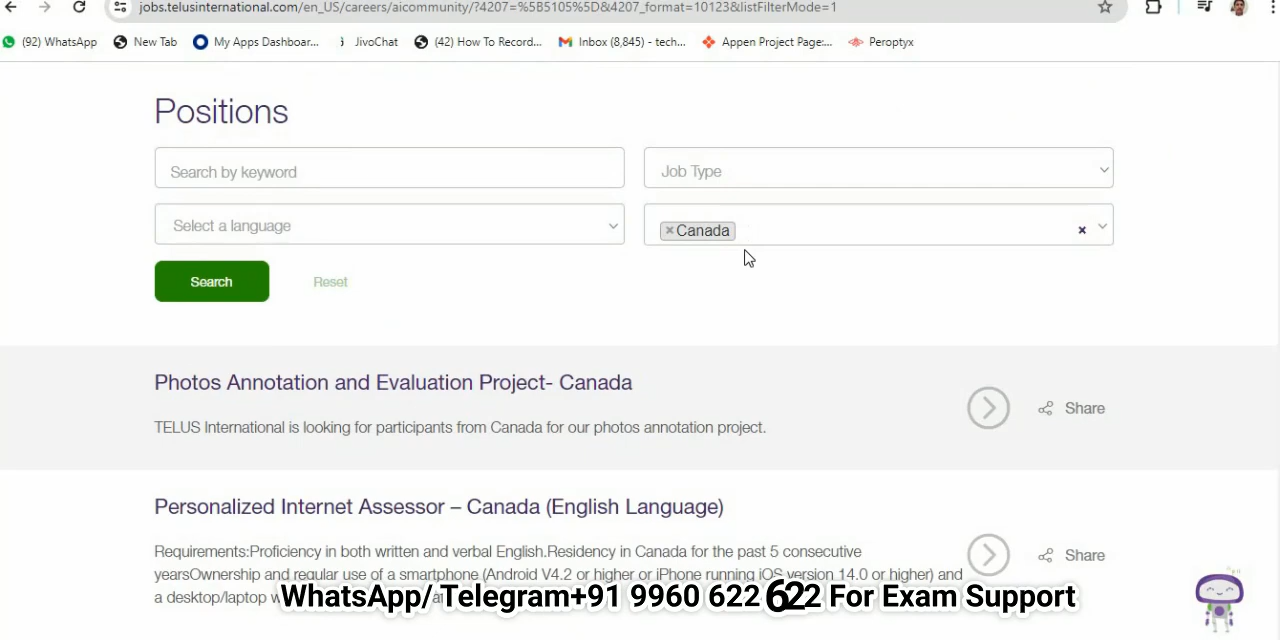 jobs.telusinternational.com/en_US/careers/aicommunity/?4207=%5B5105%5D&4207_format=10123&listFilterMode=1
(92) WhatsApp New Tab My Apps Dashboar... JivoChat (42) How To Record... Inbox (8,845) - tech... Appen Project Page:... Peroptyx
Positions
Search by keyword Job Type
Select a language × Canada ×
Search Reset
Photos Annotation and Evaluation Project- Canada
Share
TELUS International is looking for participants from Canada for our photos annotation project.
Personalized Internet Assessor – Canada (English Language)
Requirements:Proficiency in both written and verbal English.Residency in Canada for the past 5 consecutive
Share
yearsOwnership and regular use of a smartphone (Android V4.2 or higher or iPhone running iOS version 14.0 or higher) and
a desktop/laptop
WhatsApp/ Telegram+91 9960 622 622 For Exam Support